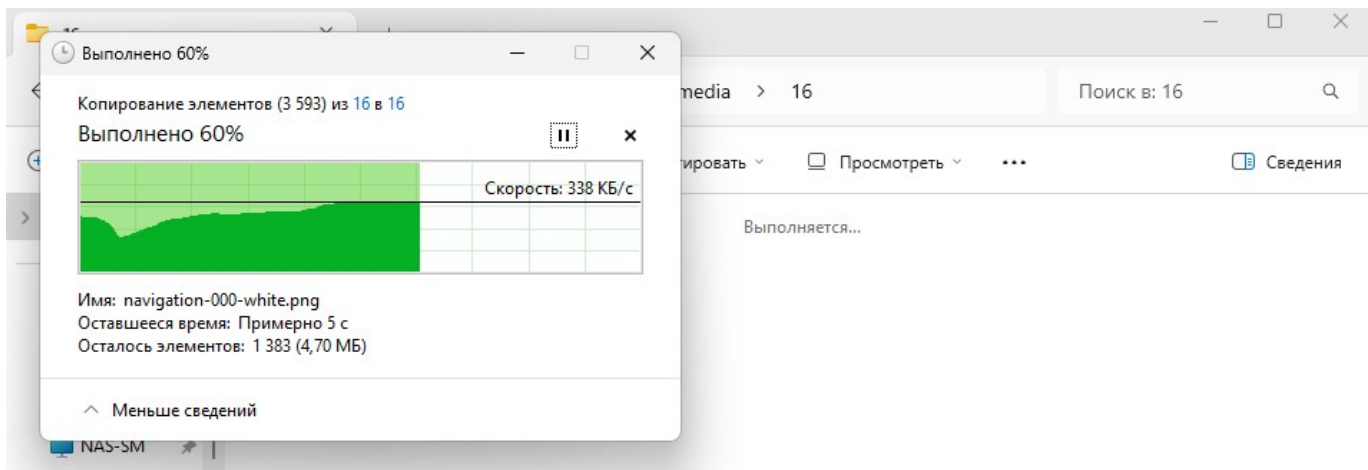 16
Выполнено 60%
media > 16
Поиск в: 16
Копирование элементов (3 593) из 16 в 16
Выполнено 60%
Просмотреть
Сведения
Скорость: 338 КБ/с
Выполняется...
Имя: navigation-000-white.png
Оставшееся время: Примерно 5 с
Осталось элементов: 1 383 (4,70 МБ)
Меньше сведений
NAS-SM